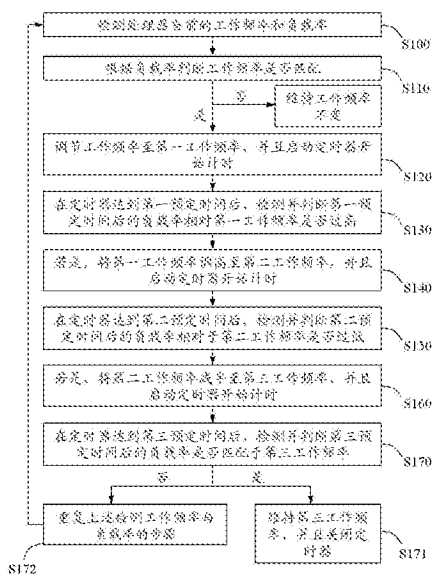 检测处理器当前的工作频率和负载率
S100
根据负载率判断工作频率是否匹配
S110
否
是
维持工作频率
不变
调节工作频率至第一工作频率、并且启动定时器开
始计时
S120
在定时器达到第一预定时间后、检测并判断第一预
定时间后的负载率相对第一工作频率是否过高
S130
若是、将第一工作频率调高至第二工作频率、并且
启动定时器开始计时
S140
在定时器达到第二预定时间后、检测并判断第二预
定时间后的负载率相对于第二工作频率是否过低
S150
若是、将第二工作频率减半至第三工作频率、并且
启动定时器开始计时
S160
在定时器达到第三预定时间后、检测并判断第三预
定时间后的负载率是否匹配于第三工作频率
S170
否
是
重复上述检测工作频率与
负载率的步骤
S172
维持第三工作频
率、并且关闭定
时器
S171